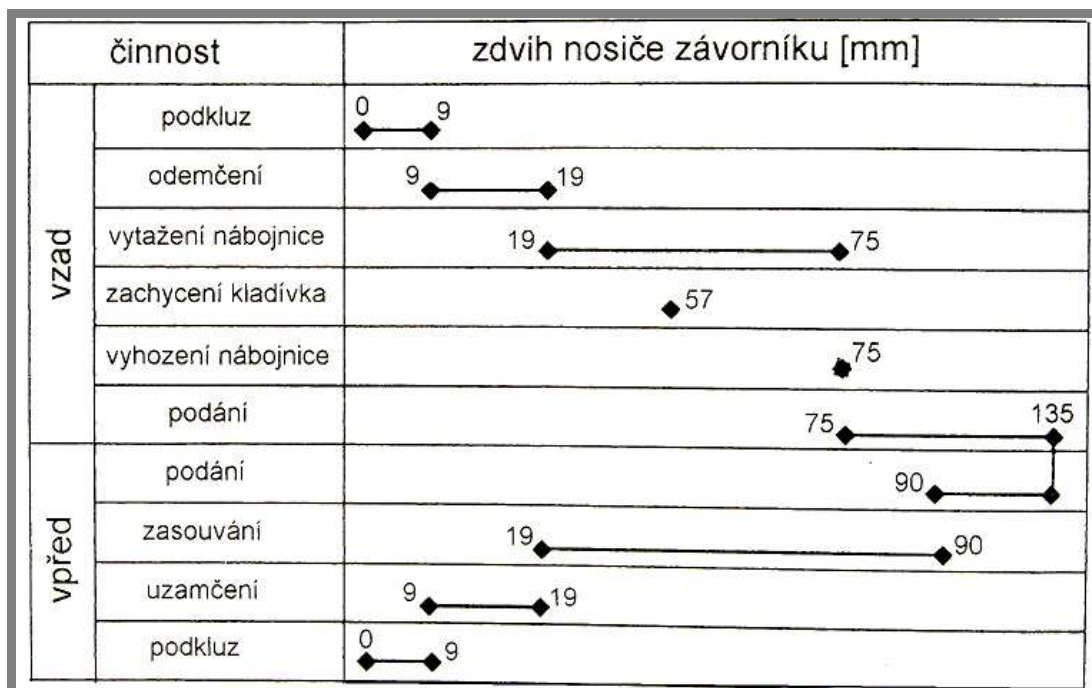 činnost zdvih nosiče závorníku [mm]
vzad
podkluz 0 9
odemčení 9 19
vytažení nábojnice 19 75
zachycení kladívka 57
vyhození nábojnice 75
podání 75 135
vpřed
podání 90
zasouvání 19 90
uzamčení 9 19
podkluz 0 9